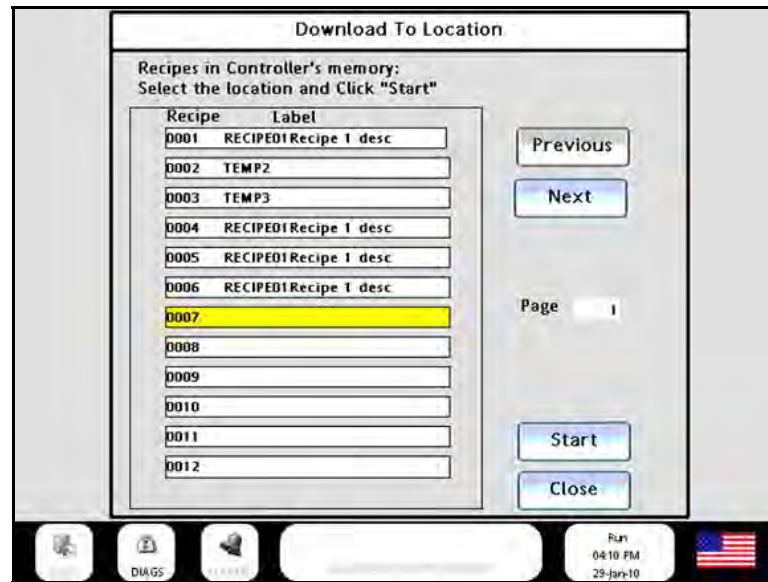 Download To Location
Recipes in Controller's memory:
Select the location and Click "Start"
Recipe Label
0001 RECIPE01Recipe 1 desc
0002 TEMP2
0003 TEMP3
0004 RECIPE01Recipe 1 desc
0005 RECIPE01Recipe 1 desc
0006 RECIPE01Recipe 1 desc
0007
0008
0009
0010
0011
0012
Previous
Next
Page 1
Start
Close
DIAGS
Run
04:10 PM
29-Jan-10